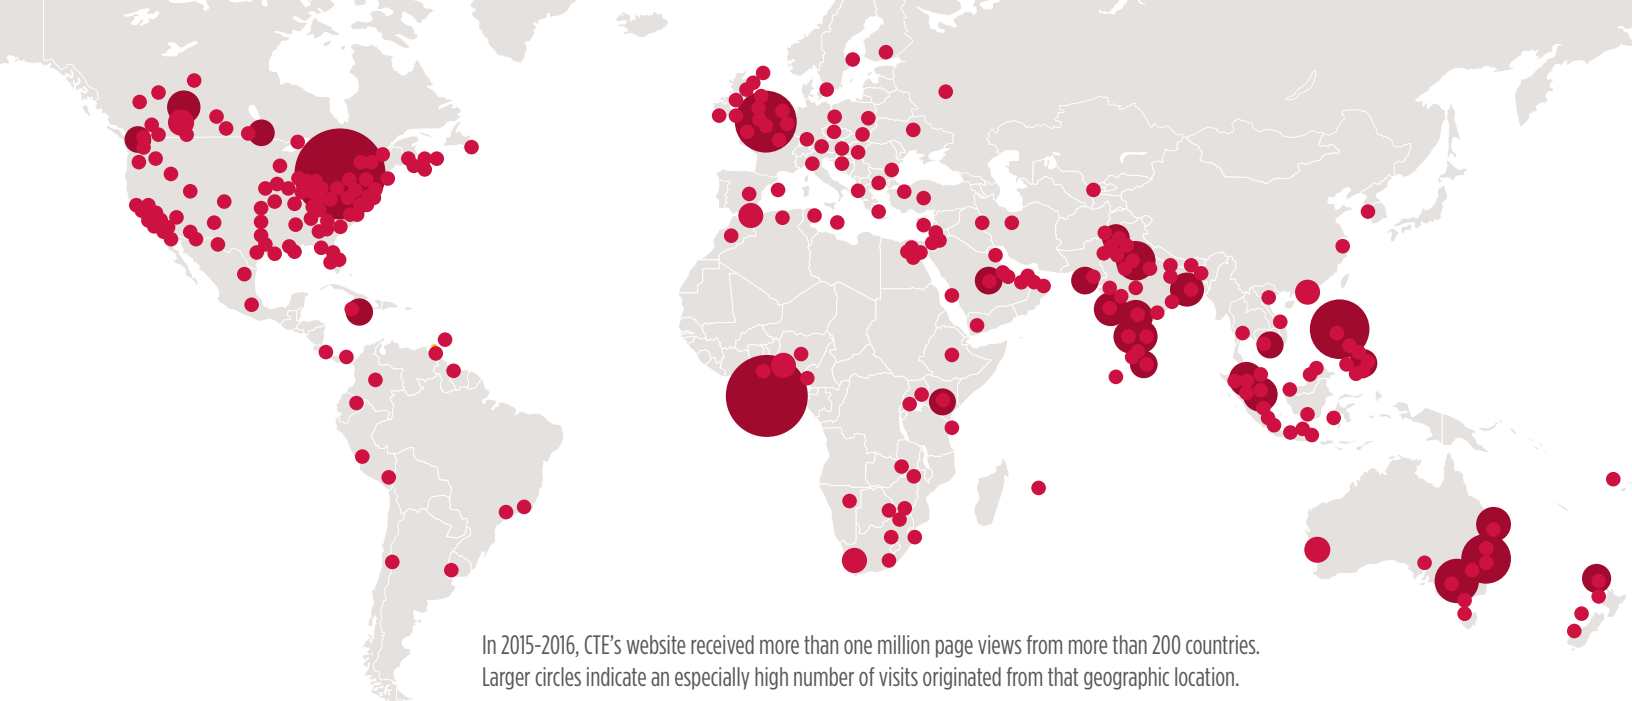 In 2015-2016, CTE’s website received more than one million page views from more than 200 countries.
Larger circles indicate an especially high number of visits originated from that geographic location.